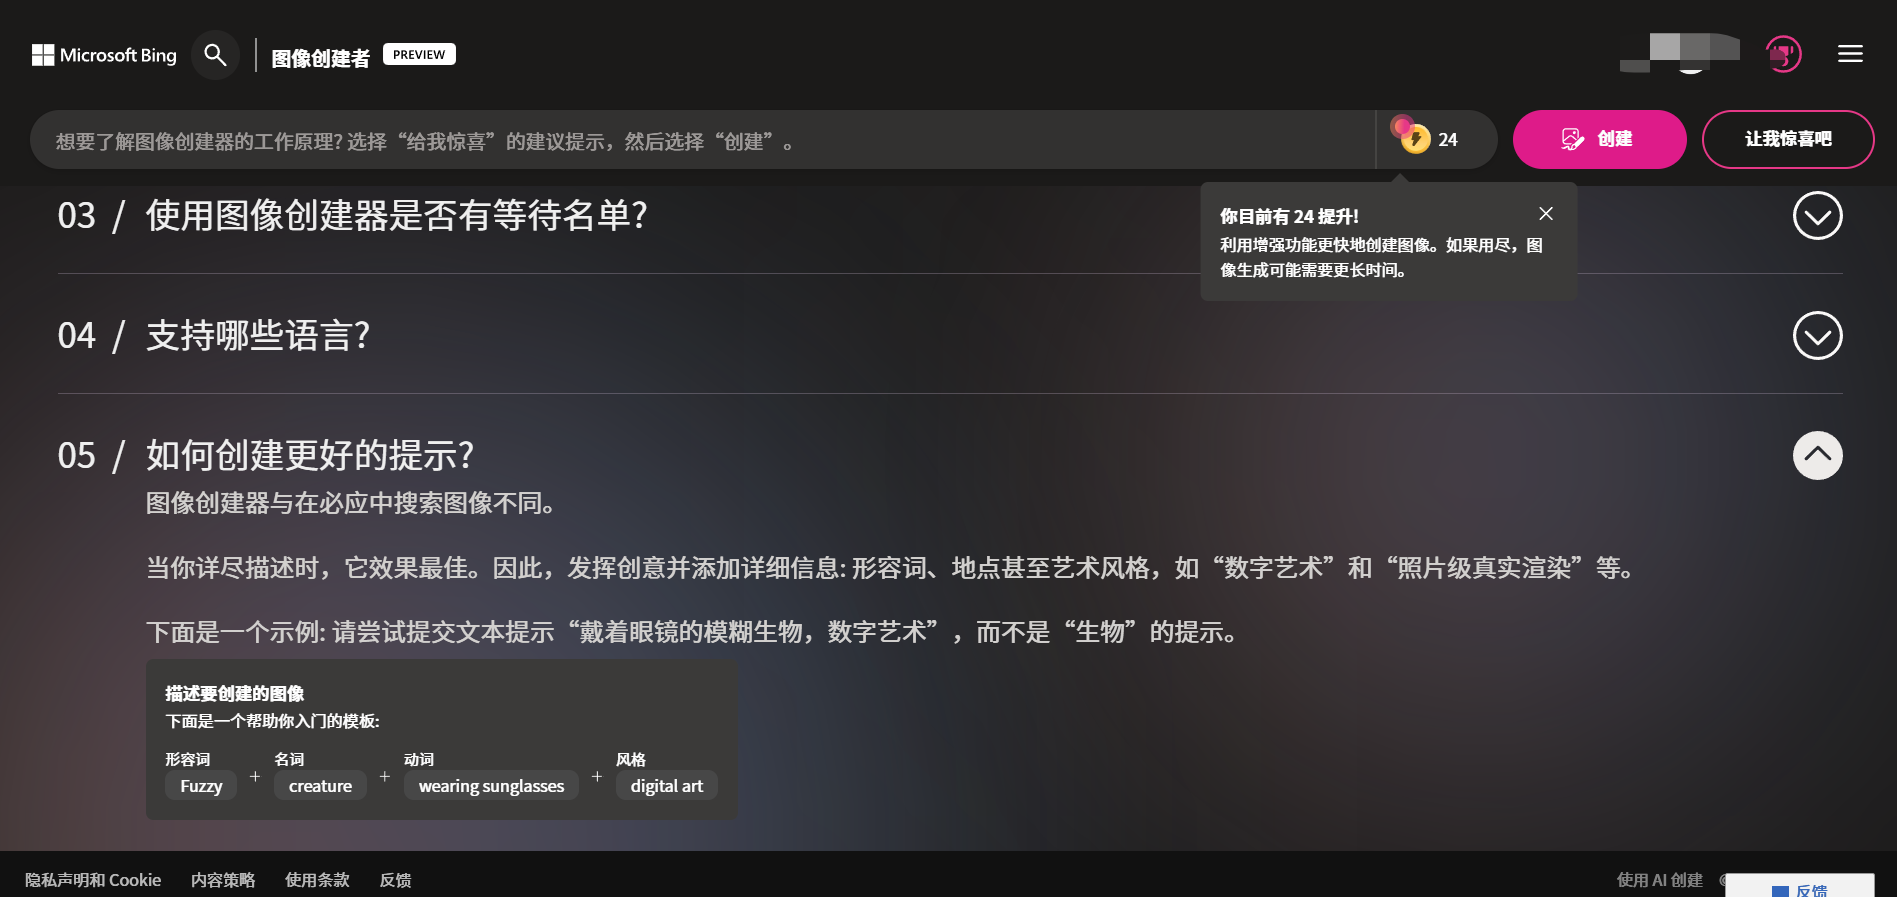 Microsoft Bing
图像创建者
PREVIEW
想要了解图像创建器的工作原理? 选择“给我惊喜”的建议提示，然后选择“创建”。
24
创建
让我惊喜吧
你目前有 24 提升!
利用增强功能更快地创建图像。如果用尽，图
像生成可能需要更长时间。
03 / 使用图像创建器是否有等待名单?
04 / 支持哪些语言?
05 / 如何创建更好的提示?
图像创建器与在必应中搜索图像不同。
当你详尽描述时，它效果最佳。因此，发挥创意并添加详细信息: 形容词、地点甚至艺术风格，如“数字艺术”和“照片级真实渲染”等。
下面是一个示例: 请尝试提交文本提示“戴着眼镜的模糊生物，数字艺术”，而不是“生物”的提示。
描述要创建的图像
下面是一个帮助你入门的模板:
形容词 名词 动词 风格
Fuzzy + creature + wearing sunglasses + digital art
隐私声明和 Cookie 内容策略 使用条款 反馈
使用 AI 创建
反馈